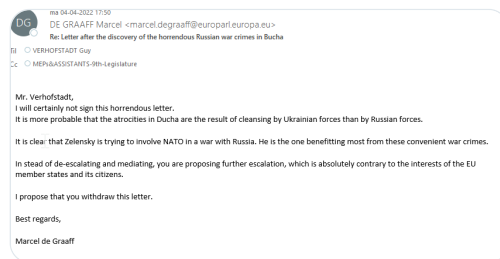 DG
ma 04-04-2022 17:50
DE GRAAFF Marcel <marcel.degraaff@europarl.europa.eu>
Re: Letter after the discovery of the horrendous Russian war crimes in Bucha
VERHOFSTADT Guy
Cc MEPs&ASSISTANTS-9th-Legislature
Mr. Verhofstadt,
I will certainly not sign this horrendous letter.
It is more probable that the atrocities in Ducha are the result of cleansing by Ukrainian forces than by Russian forces.
It is clear that Zelensky is trying to involve NATO in a war with Russia. He is the one benefitting most from these convenient war crimes.
In stead of de-escalating and mediating, you are proposing further escalation, which is absolutely contrary to the interests of the EU
member states and its citizens.
I propose that you withdraw this letter.
Best regards,
Marcel de Graaff